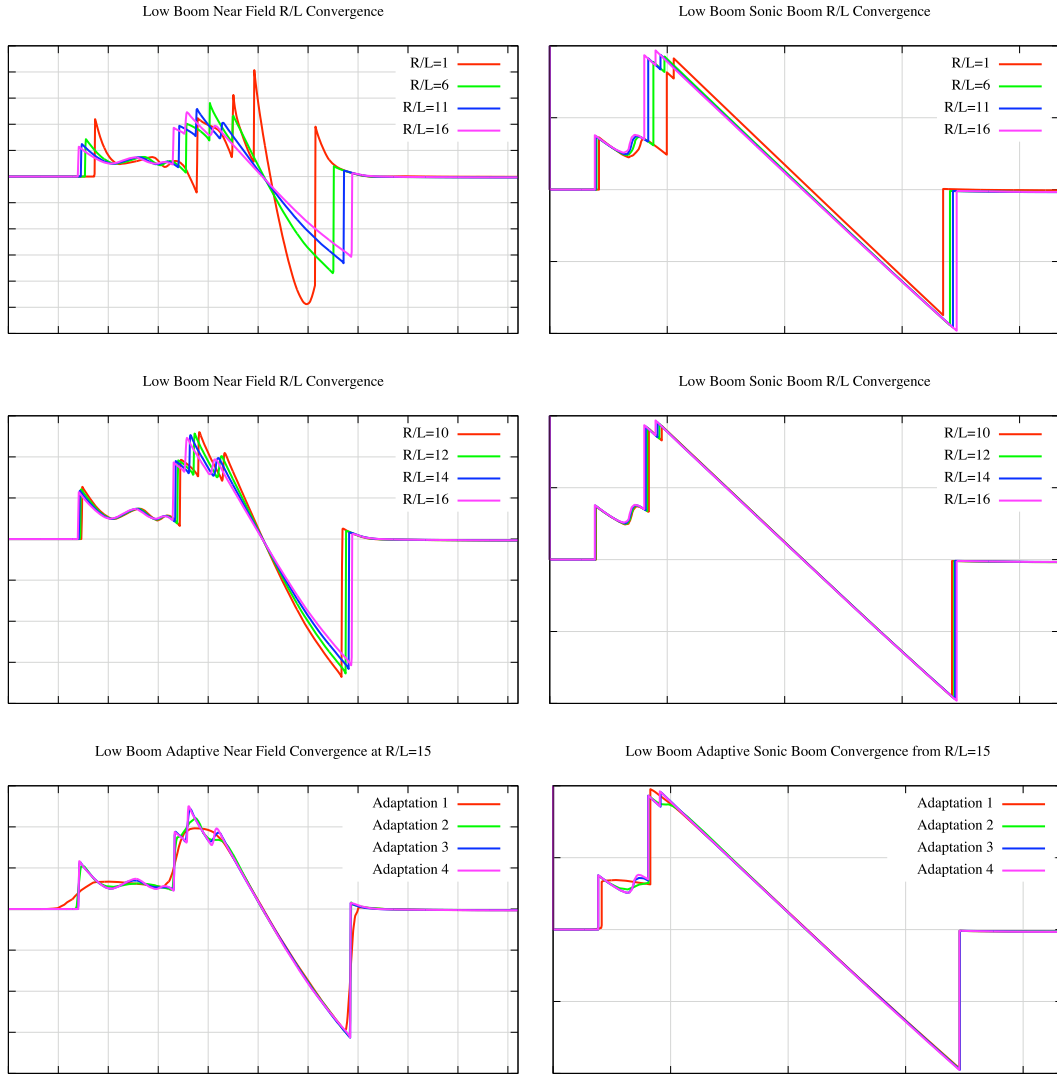 Low Boom Near Field R/L Convergence
R/L=1
R/L=6
R/L=11
R/L=16
Low Boom Sonic Boom R/L Convergence
R/L=1
R/L=6
R/L=11
R/L=16
Low Boom Near Field R/L Convergence
R/L=10
R/L=12
R/L=14
R/L=16
Low Boom Sonic Boom R/L Convergence
R/L=10
R/L=12
R/L=14
R/L=16
Low Boom Adaptive Near Field Convergence at R/L=15
Adaptation 1
Adaptation 2
Adaptation 3
Adaptation 4
Low Boom Adaptive Sonic Boom Convergence from R/L=15
Adaptation 1
Adaptation 2
Adaptation 3
Adaptation 4